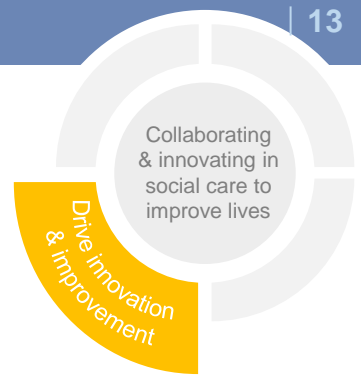 | 13
Collaborating
& innovating in
social care to
improve lives
Drive innovation
& improvement